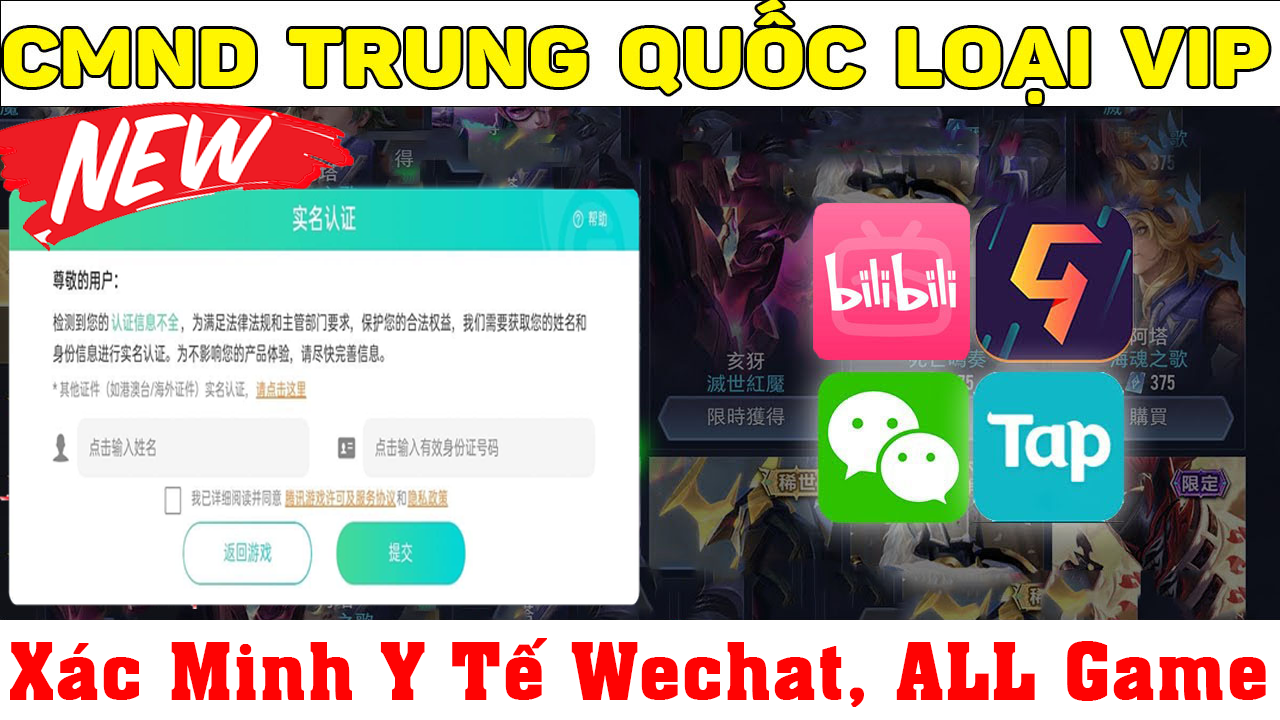 CMND TRUNG QUỐC LOẠI VIP
NEW
实名认证
帮助
尊敬的用户:
检测到您的认证信息不全，为满足法律法规和主管部门要求，保护您的合法权益，我们需要获取您的姓名和
身份信息进行实名认证。为不影响您的产品体验，请尽快完善信息。
*其他证件（如港澳台/海外证件）实名认证，请点击这里
点击输入姓名
点击输入有效身份证号码
我已详细阅读并同意 腾讯游戏许可及服务协议和隐私政策
返回游戏
提交
得
bilibili
Tap
亥犽
滅世紅魔
限時獲得
阿塔
海魂之歌
375
購買
375
稀世
限定
Xác Minh Y Tế Wechat, ALL Game